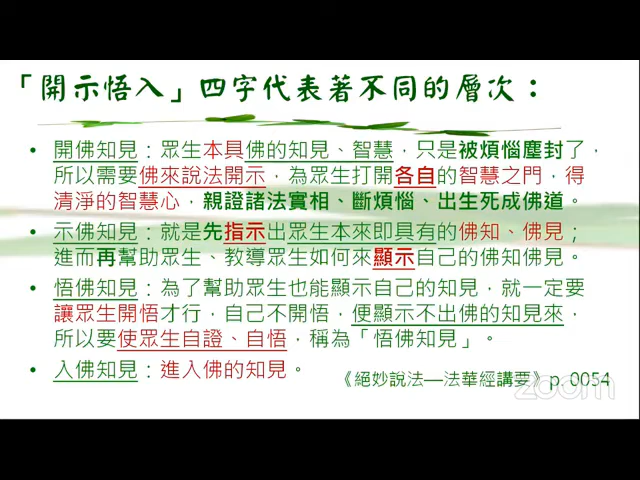 「開示悟入」四字代表著不同的層次：
• 開佛知見：眾生本具佛的知見、智慧，只是被煩惱塵封了，
所以需要佛來說法開示，為眾生打開各自的智慧之門，得
清淨的智慧心，親證諸法實相、斷煩惱、出生死成佛道。
• 示佛知見：就是先指示出眾生本來即具有的佛知、佛見；
進而再幫助眾生、教導眾生如何來顯示自己的佛知佛見。
• 悟佛知見：為了幫助眾生也能顯示自己的知見，就一定要
讓眾生開悟才行，自己不開悟，便顯示不出佛的知見來，
所以要使眾生自證、自悟，稱為「悟佛知見」。
• 入佛知見：進入佛的知見。
《絕妙說法—法華經講要》p. 0054
zoom